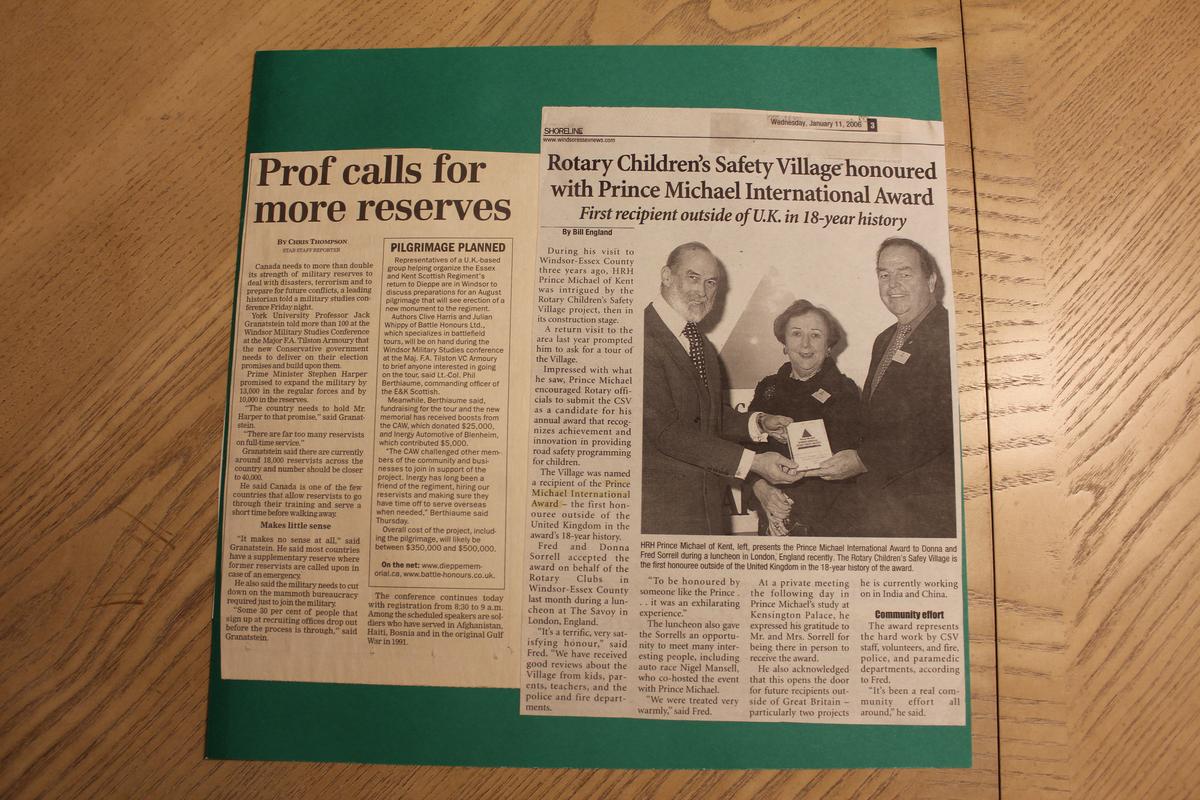 Prof calls for
more reserves
BY CHRIS THOMPSON
STAR STAFF REPORTER
Canada needs to more than double
its strength of military reserves to
deal with disasters, terrorism and to
prepare for future conflicts, a leading
historian told a military studies con-
ference Friday night.
York University Professor Jack
Granatstein told more than 100 at the
Windsor Military Studies Conference
at the Major F.A. Tilston Armoury that
the new Conservative government
needs to deliver on their election
promises and build upon them.
Prime Minister Stephen Harper
promised to expand the military by
13,000 in the regular forces and by
10,000 in the reserves.
"The country needs to hold Mr.
Harper to that promise," said Granat-
stein.
"There are far too many reservists
on full-time service."
Granatstein said there are currently
around 18,000 reservists across the
country and number should be closer
to 40,000.
He said Canada is one of the few
countries that allow reservists to go
through their training and serve a
short time before walking away.
Makes little sense
"It makes no sense at all," said
Granatstein. He said most countries
have a supplementary reserve where
former reservists are called upon in
case of an emergency.
He also said the military needs to cut
down on the mammoth bureaucracy
required just to join the military.
"Some 30 per cent of people that
sign up at recruiting offices drop out
before the process is through," said
Granatstein.
PILGRIMAGE PLANNED
Representatives of a U.K.-based
group helping organize the Essex
and Kent Scottish Regiment's
return to Dieppe are in Windsor to
discuss preparations for an August
pilgrimage that will see erection of a
new monument to the regiment.
Authors Clive Harris and Julian
Whippy of Battle Honours Ltd.,
which specializes in battlefield
tours, will be on hand during the
Windsor Military Studies conference
at the Maj. F.A. Tilston VC Armoury
to brief anyone interested in going
on the tour, said Lt.-Col. Phil
Berthiaume, commanding officer of
the E&K Scottish.
Meanwhile, Berthiaume said,
fundraising for the tour and the new
memorial has received boosts from
the CAW, which donated $25,000,
and Inergy Automotive of Blenheim,
which contributed $5,000.
"The CAW challenged other mem-
bers of the community and busi-
nesses to join in support of the
project. Inergy has long been a
friend of the regiment, hiring our
reservists and making sure they
have time off to serve overseas
when needed," Berthiaume said
Thursday.
Overall cost of the project, includ-
ing the pilgrimage, will likely be
between $350,000 and $500,000.
On the net: www.dieppemem-
orial.ca, www.battle-honours.co.uk.
The conference continues today
with registration from 8:30 to 9 a.m.
Among the scheduled speakers are sol-
diers who have served in Afghanistan,
Haiti, Bosnia and in the original Gulf
War in 1991.
SHORELINE
www.windsoressexnews.com
Wednesday, January 11, 2006 3
Rotary Children's Safety Village honoured
with Prince Michael International Award
First recipient outside of U.K. in 18-year history
By Bill England
During his visit to
Windsor-Essex County
three years ago, HRH
Prince Michael of Kent
was intrigued by the
Rotary Children's Safety
Village project, then in
its construction stage.
A return visit to the
area last year prompted
him to ask for a tour of
the Village.
Impressed with what
he saw, Prince Michael
encouraged Rotary offi-
cials to submit the CSV
as a candidate for his
annual award that recog-
nizes achievement and
innovation in providing
road safety programming
for children.
The Village was named
a recipient of the Prince
Michael International
Award – the first hon-
ouree outside of the
United Kingdom in the
award's 18-year history.
Fred and Donna
Sorrell accepted the
award on behalf of the
Rotary Clubs in
Windsor-Essex County
last month during a lun-
cheon at The Savoy in
London, England.
"It's a terrific, very sat-
isfying honour," said
Fred. "We have received
good reviews about the
Village from kids, par-
ents, teachers, and the
police and fire depart-
ments.
HRH Prince Michael of Kent, left, presents the Prince Michael International Award to Donna and
Fred Sorrell during a luncheon in London, England recently. The Rotary Children's Safey Village is
the first honouree outside of the United Kingdom in the 18-year history of the award.
"To be honoured by
someone like the Prince .
. . it was an exhilarating
experience."
The luncheon also gave
the Sorrells an opportu-
nity to meet many inter-
esting people, including
auto race Nigel Mansell,
who co-hosted the event
with Prince Michael.
"We were treated very
warmly," said Fred.
At a private meeting
the following day in
Prince Michael's study at
Kensington Palace, he
expressed his gratitude to
Mr. and Mrs. Sorrell for
being there in person to
receive the award.
He also acknowledged
that this opens the door
for future recipients out-
side of Great Britain –
particularly two projects
he is currently working
on in India and China.
Community effort
The award represents
the hard work by CSV
staff, volunteers, and fire,
police, and paramedic
departments, according
to Fred.
"It's been a real com-
munity effort all
around," he said.